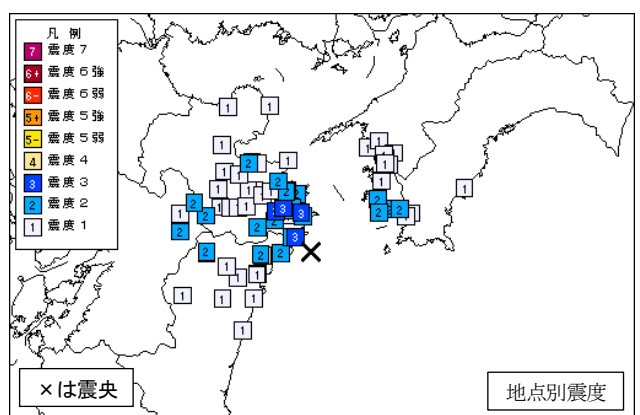 凡 例
7 震度7
6+ 震度6強
6- 震度6弱
5+ 震度5強
5- 震度5弱
4 震度4
3 震度3
2 震度2
1 震度1
×は震央
地点別震度